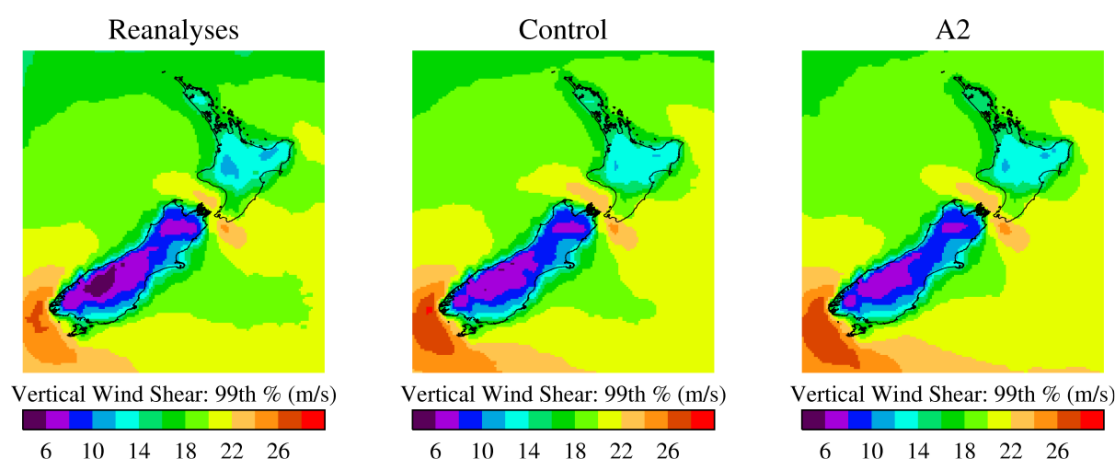 Reanalyses
Control
A2
Vertical Wind Shear: 99th % (m/s)
6 10 14 18 22 26
Vertical Wind Shear: 99th % (m/s)
6 10 14 18 22 26
Vertical Wind Shear: 99th % (m/s)
6 10 14 18 22 26